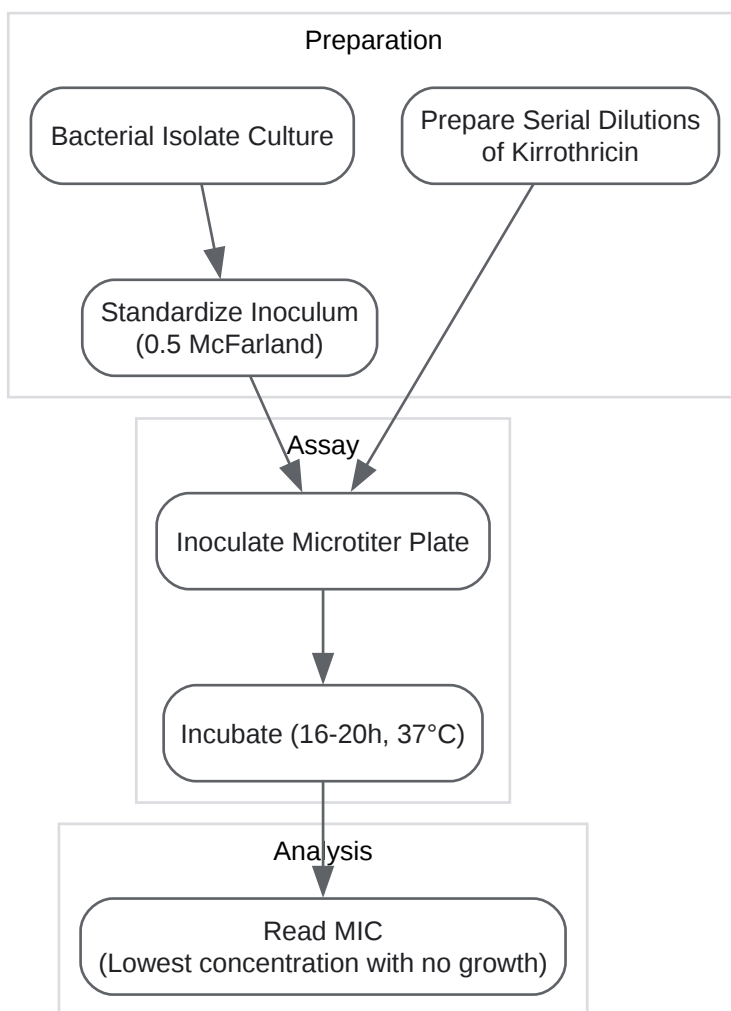 Preparation
Bacterial Isolate Culture
Prepare Serial Dilutions
of Kirrothricin
Standardize Inoculum
(0.5 McFarland)
Assay
Inoculate Microtiter Plate
Incubate (16-20h, 37°C)
Analysis
Read MIC
(Lowest concentration with no growth)